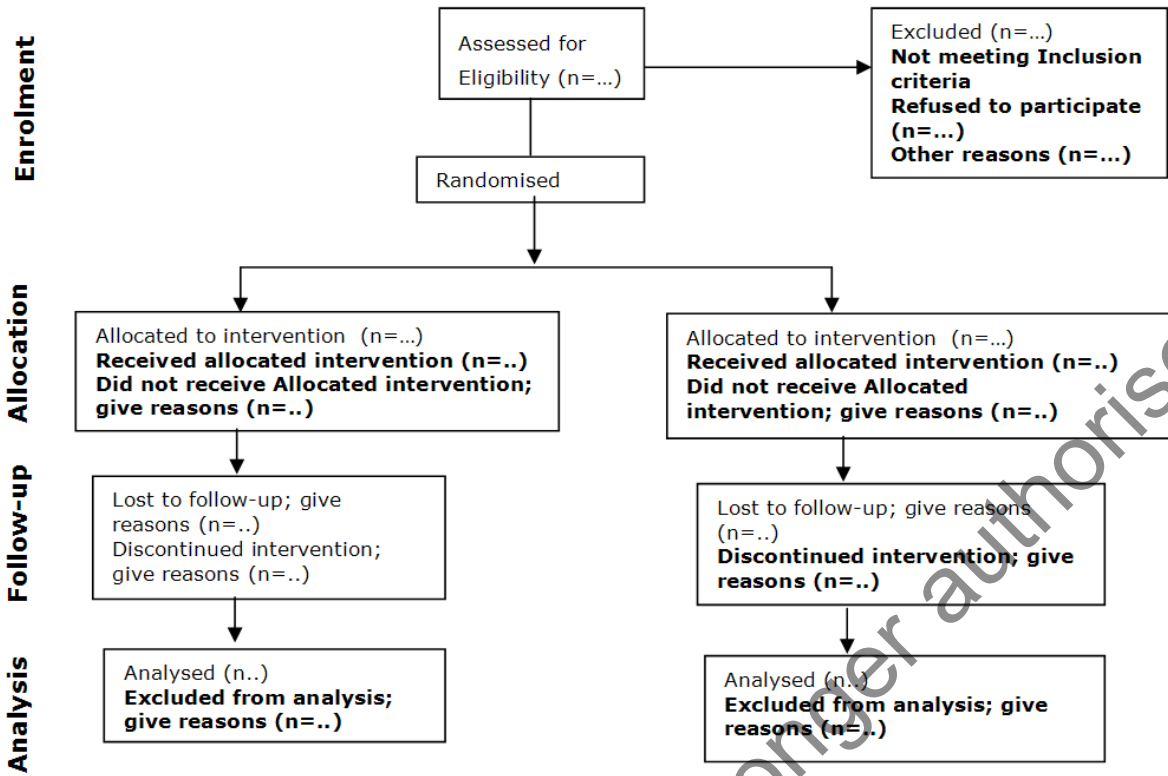 Enrolment
Assessed for
Eligibility (n=...)
Excluded (n=...)
Not meeting Inclusion
criteria
Refused to participate
(n=...)
Other reasons (n=...)
Randomised
Allocation
Allocated to intervention (n=...)
Received allocated intervention (n=..)
Did not receive Allocated intervention;
give reasons (n=..)
Allocated to intervention (n=...)
Received allocated intervention (n=..)
Did not receive Allocated
intervention; give reasons (n=..)
Follow-up
Lost to follow-up; give
reasons (n=..)
Discontinued intervention;
give reasons (n=..)
Lost to follow-up; give reasons
(n=..)
Discontinued intervention; give
reasons (n=..)
Analysis
Analysed (n..)
Excluded from analysis;
give reasons (n=..)
Analysed (n..)
Excluded from analysis; give
reasons (n=..)